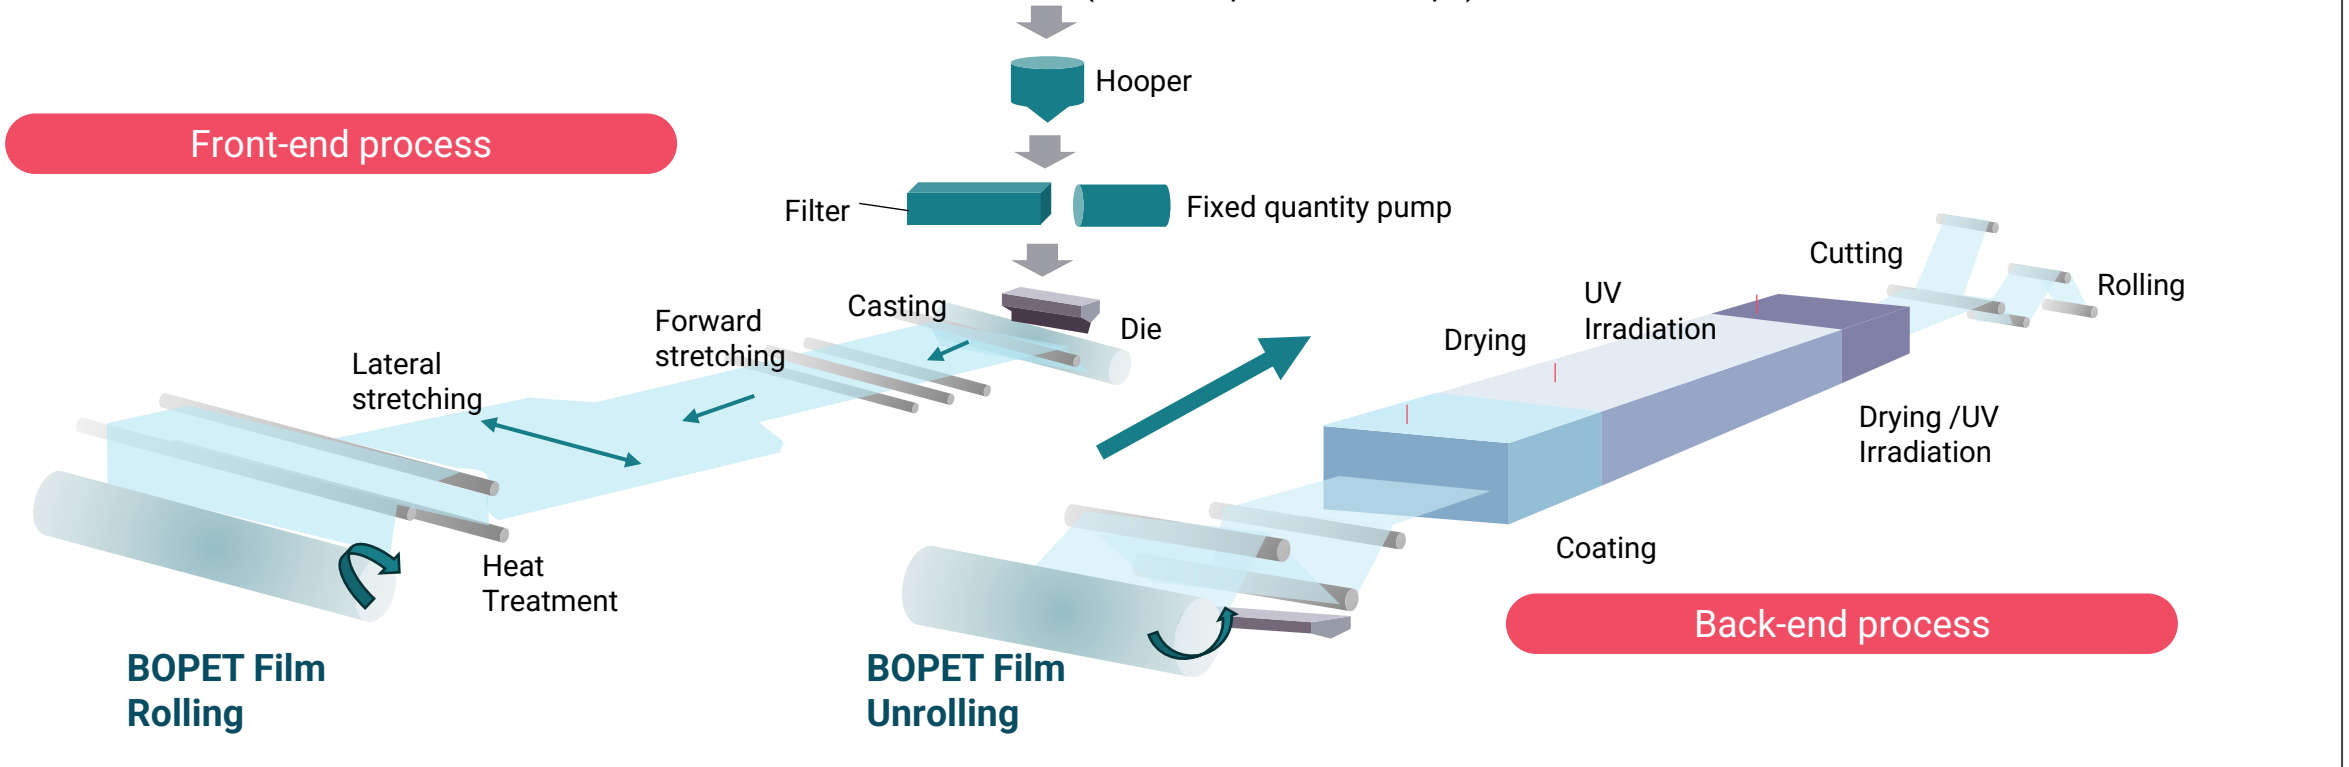 Hooper
Front-end process
Filter
Fixed quantity pump
Casting
Die
Forward
stretching
Lateral
stretching
Heat
Treatment
BOPET Film
Rolling
BOPET Film
Unrolling
Coating
Drying
UV
Irradiation
Drying /UV
Irradiation
Cutting
Rolling
Back-end process